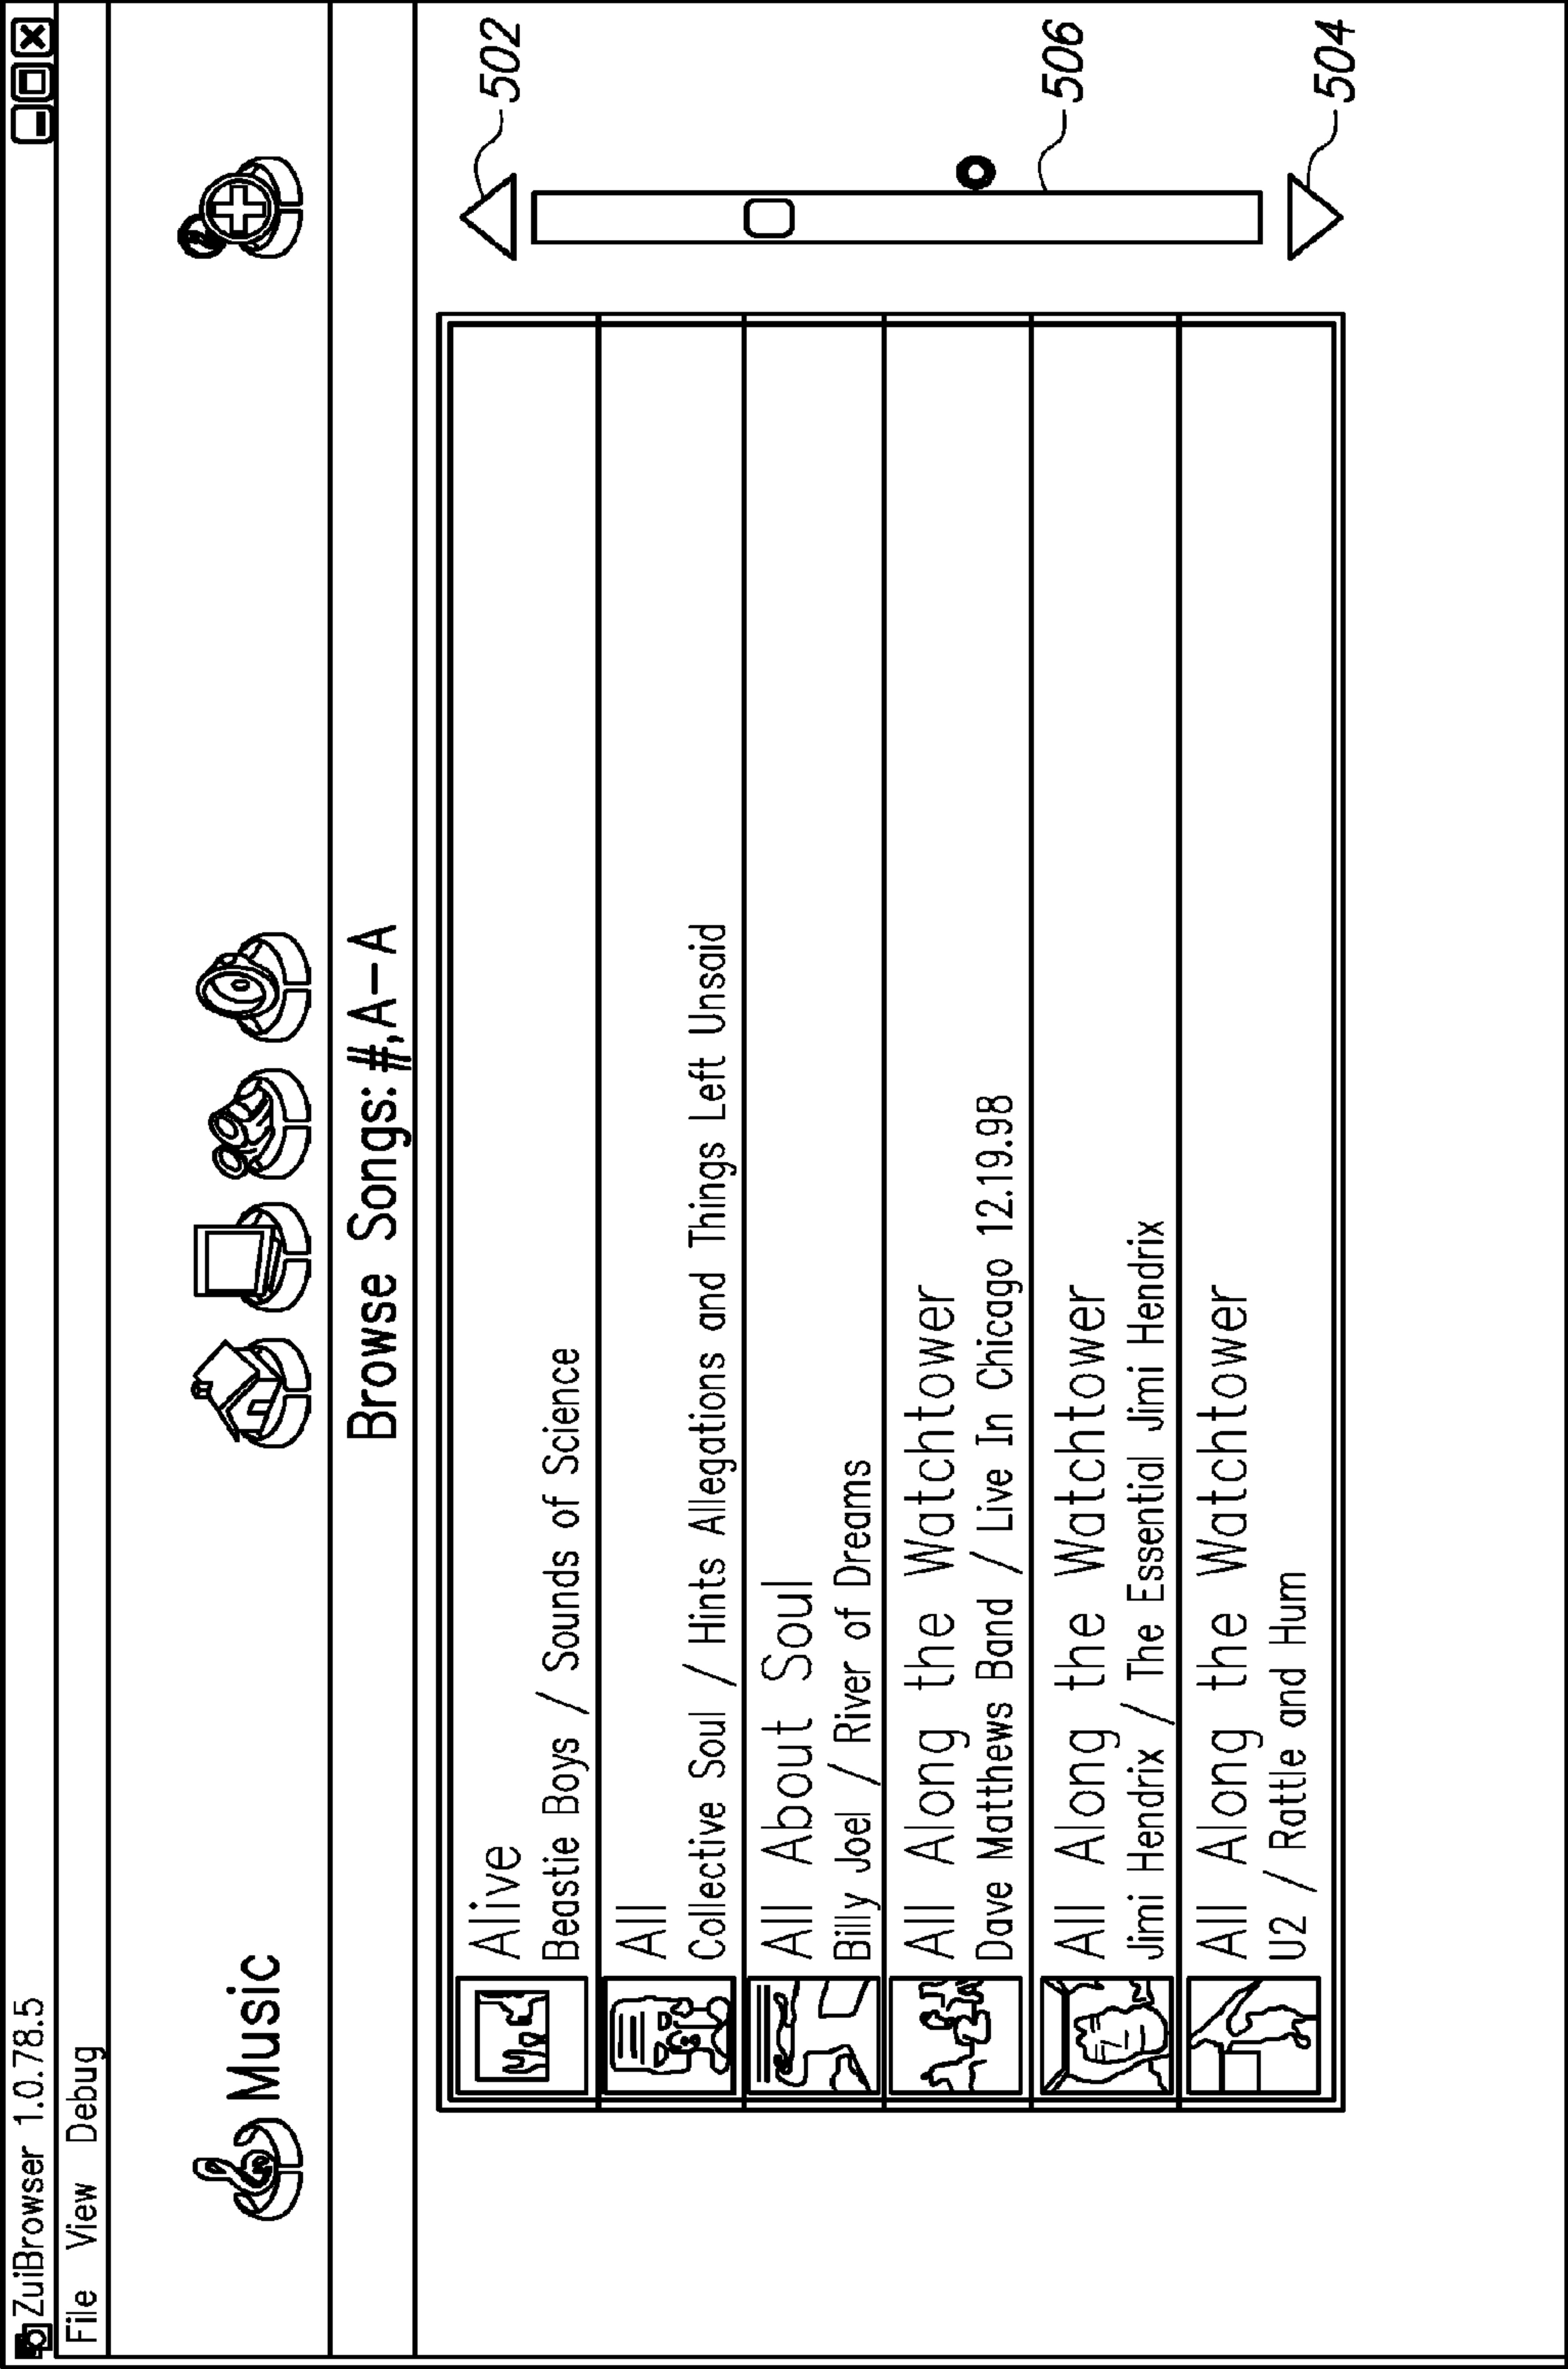 ZuiBrowser 1.0.78.5
File View Debug
Music
Browse Songs: #,A-A
Alive
Beastie Boys / Sounds of Science
All
Collective Soul / Hints Allegations and Things Left Unsaid
All About Soul
Billy Joel / River of Dreams
All Along the Watchtower
Dave Matthews Band / Live In Chicago 12.19.98
All Along the Watchtower
Jimi Hendrix / The Essential Jimi Hendrix
All Along the Watchtower
U2 / Rattle and Hum
502
506
504